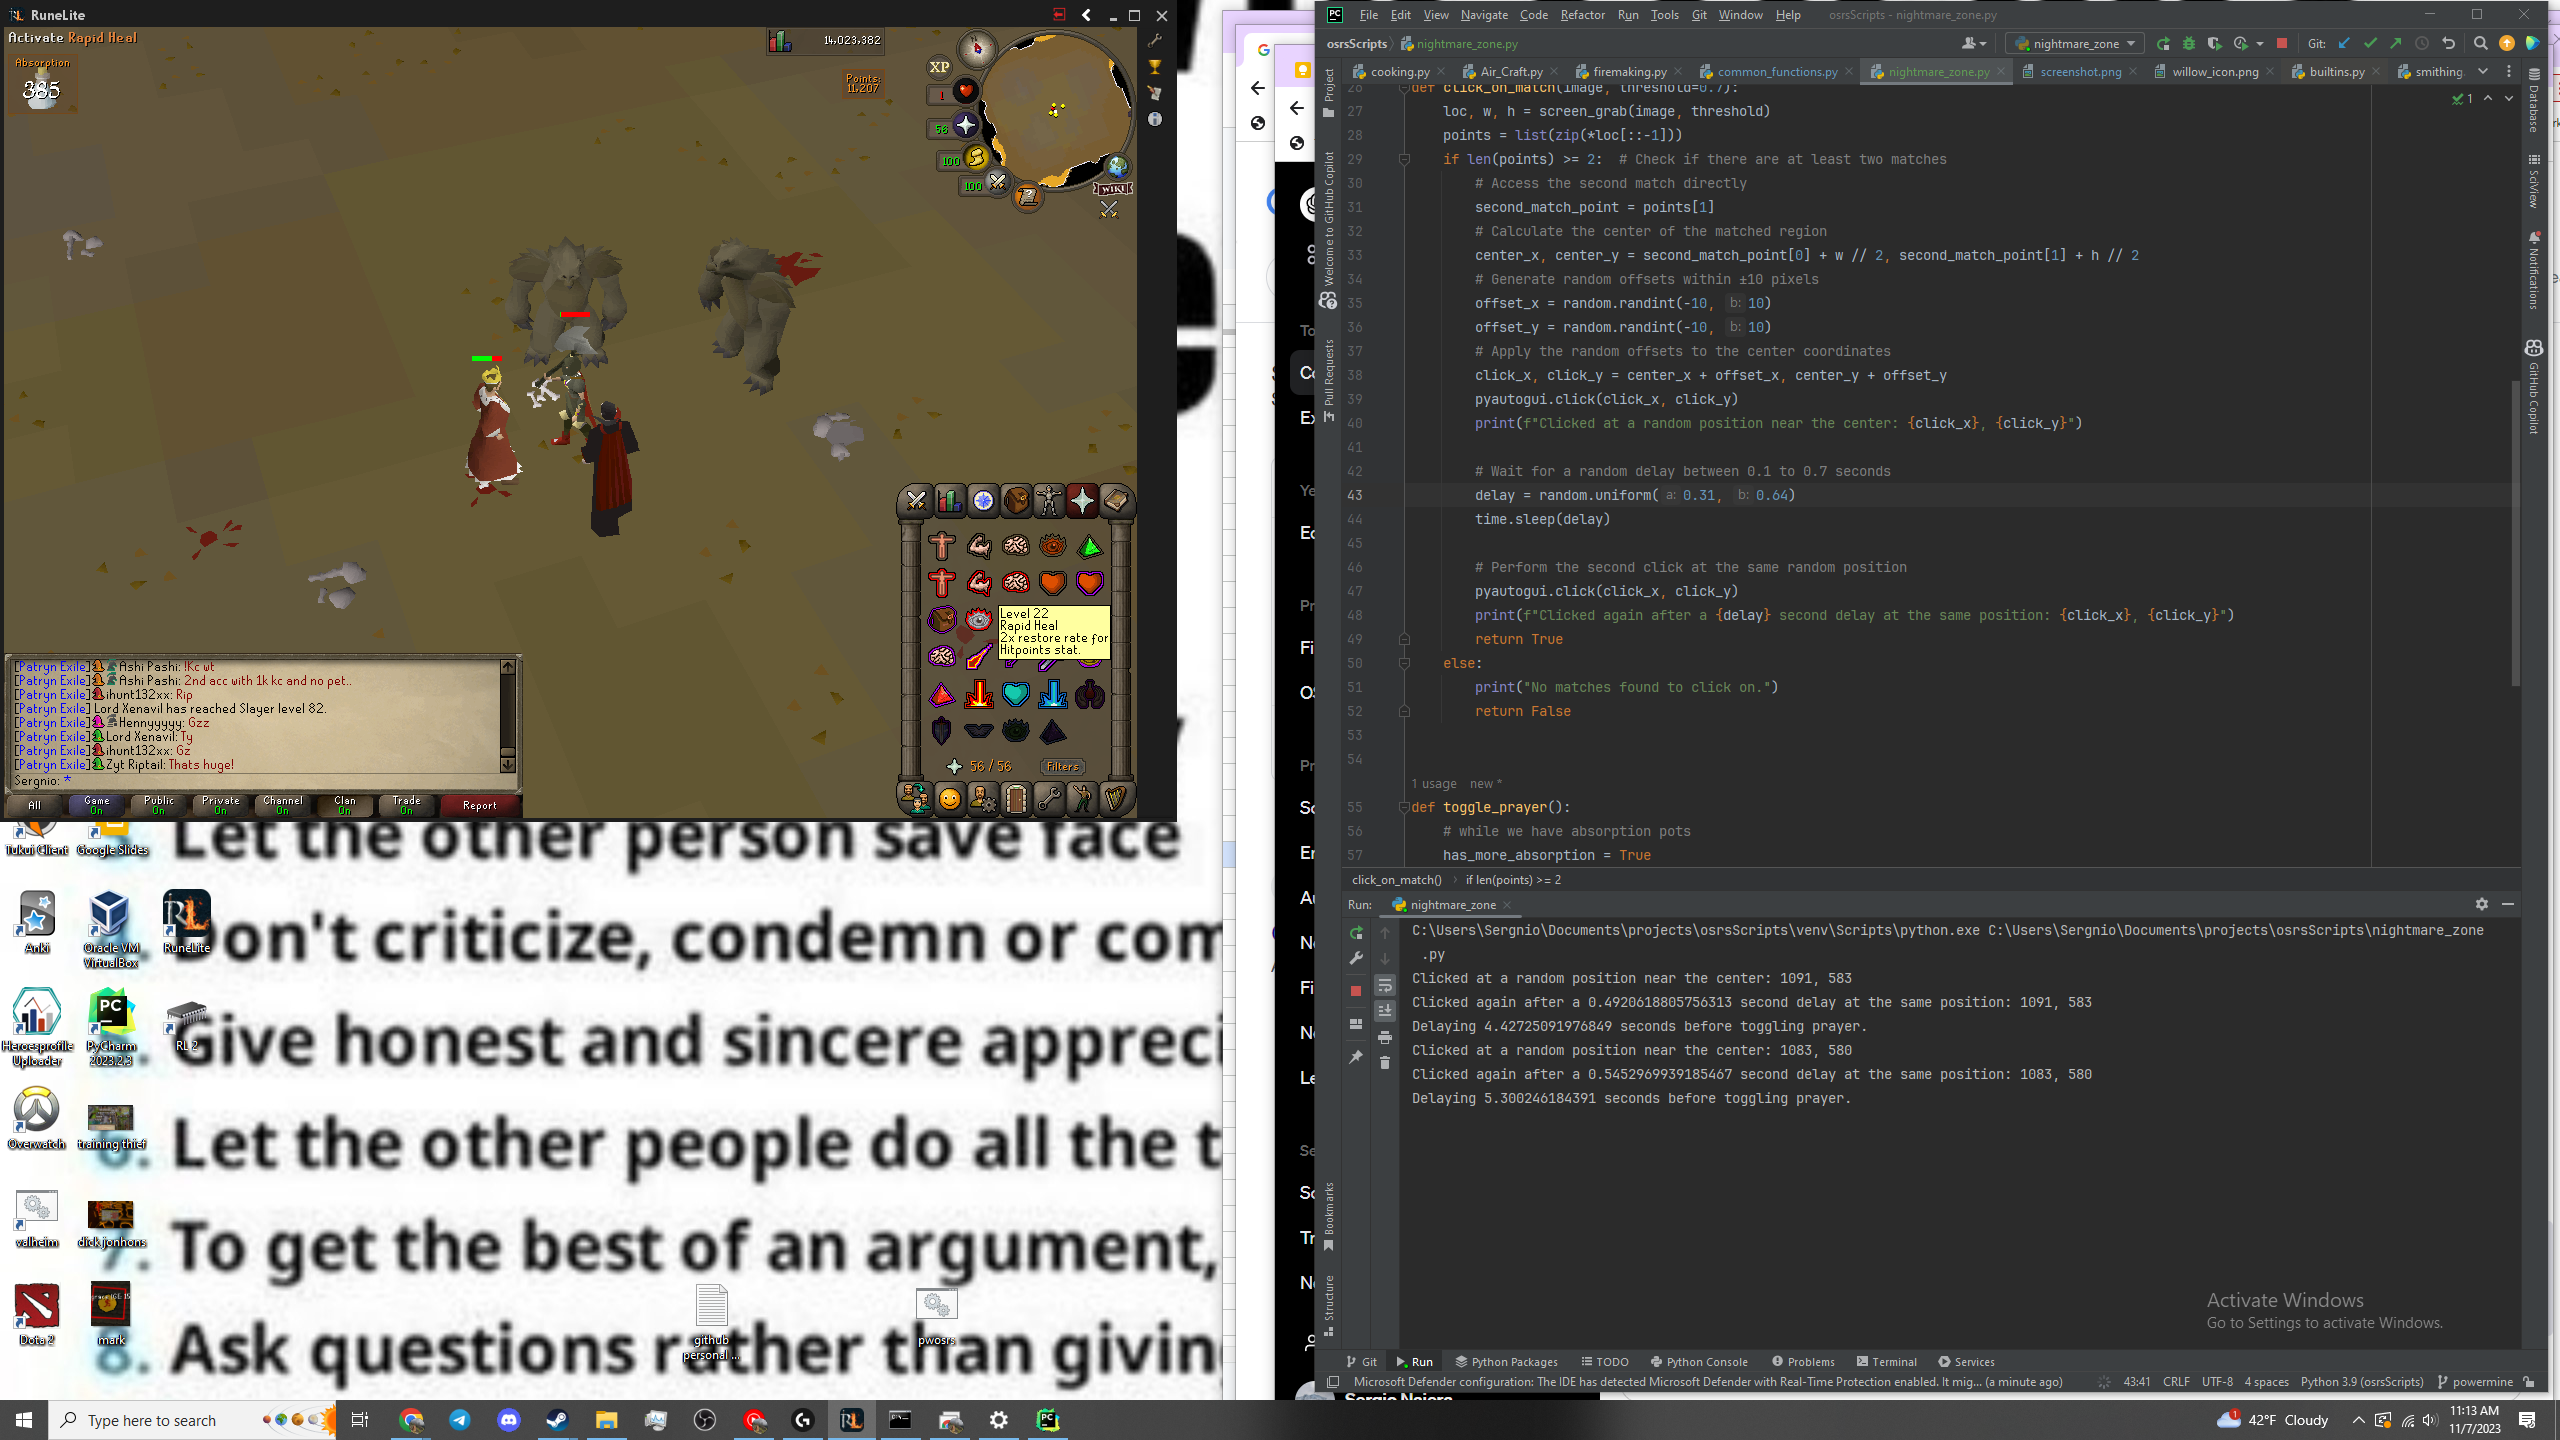 RuneLite
Activate Rapid Heal
Absorption
385
14,023,382
Points:
11,207
XP
1
56
100
100
WIKI
Level 22
Rapid Heal
2x restore rate for
Hitpoints stat.
56 / 56
Filters
[Patryn Exile] Ashi Pashi: !Kc wt
[Patryn Exile] Ashi Pashi: 2nd acc with 1k kc and no pet..
[Patryn Exile] ihunt132xx: Rip
[Patryn Exile] Lord Xenavil has reached Slayer level 82.
[Patryn Exile] Hennyyyyy: Gzz
[Patryn Exile] Lord Xenavil: Ty
[Patryn Exile] ihunt132xx: Gz
[Patryn Exile] Zyt Riptail: Thats huge!
Sergnio: *
All
Game On
Public On
Private On
Channel On
Clan On
Trade On
Report
Let the other person save face
Don't criticize, condemn or com
Give honest and sincere appreci
6. Let the other people do all the t
7. To get the best of an argument,
8. Ask questions rather than giving
Tukui Client
Google Slides
Anki
Oracle VM VirtualBox
RuneLite
Heroesprofile Uploader
PyCharm 2023.2.3
RL 2
Overwatch
training thief
valheim
dick jonhons
Dota 2
mark
github personal ...
pwosrs
File Edit View Navigate Code Refactor Run Tools Git Window Help osrsScripts - nightmare_zone.py
osrsScripts nightmare_zone.py
nightmare_zone
Git:
cooking.py
Air_Craft.py
firemaking.py
common_functions.py
nightmare_zone.py
screenshot.png
willow_icon.png
builtins.py
smithing.
Project
Welcome to GitHub Copilot
Pull Requests
Bookmarks
Structure
Database
SciView
Notifications
GitHub Copilot
1
26 def click_on_match(image, threshold=0.7):
27 loc, w, h = screen_grab(image, threshold)
28 points = list(zip(*loc[::-1]))
29 if len(points) >= 2: # Check if there are at least two matches
30 # Access the second match directly
31 second_match_point = points[1]
32 # Calculate the center of the matched region
33 center_x, center_y = second_match_point[0] + w // 2, second_match_point[1] + h // 2
34 # Generate random offsets within ±10 pixels
35 offset_x = random.randint(-10, b: 10)
36 offset_y = random.randint(-10, b: 10)
37 # Apply the random offsets to the center coordinates
38 click_x, click_y = center_x + offset_x, center_y + offset_y
39 pyautogui.click(click_x, click_y)
40 print(f"Clicked at a random position near the center: {click_x}, {click_y}")
41
42 # Wait for a random delay between 0.1 to 0.7 seconds
43 delay = random.uniform( a: 0.31, b: 0.64)
44 time.sleep(delay)
45
46 # Perform the second click at the same random position
47 pyautogui.click(click_x, click_y)
48 print(f"Clicked again after a {delay} second delay at the same position: {click_x}, {click_y}")
49 return True
50 else:
51 print("No matches found to click on.")
52 return False
53
54
1 usage new *
55 def toggle_prayer():
56 # while we have absorption pots
57 has_more_absorption = True
click_on_match() if len(points) >= 2
Run: nightmare_zone
C:\Users\Sergnio\Documents\projects\osrsScripts\venv\Scripts\python.exe C:\Users\Sergnio\Documents\projects\osrsScripts\nightmare_zone
.py
Clicked at a random position near the center: 1091, 583
Clicked again after a 0.4920618805756313 second delay at the same position: 1091, 583
Delaying 4.42725091976849 seconds before toggling prayer.
Clicked at a random position near the center: 1083, 580
Clicked again after a 0.5452969939185467 second delay at the same position: 1083, 580
Delaying 5.300246184391 seconds before toggling prayer.
Activate Windows
Go to Settings to activate Windows.
Git Run Python Packages TODO Python Console Problems Terminal Services
Microsoft Defender configuration: The IDE has detected Microsoft Defender with Real-Time Protection enabled. It mig... (a minute ago)
43:41 CRLF UTF-8 4 spaces Python 3.9 (osrsScripts) powermine
Type here to search
42°F Cloudy
11:13 AM
11/7/2023